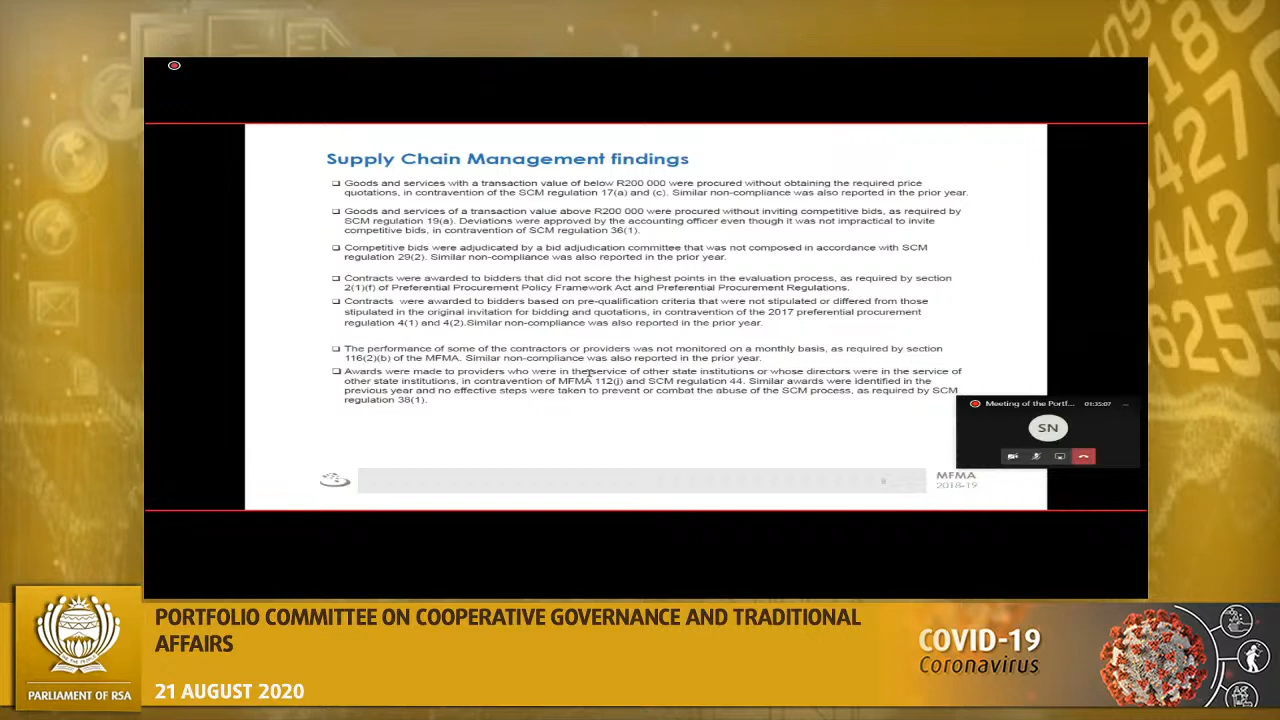 Supply Chain Management findings
Goods and services with a transaction value of below R200 000 were procured without obtaining the required price
quotations, in contravention of the SCM regulation 17(a) and (c). Similar non-compliance was also reported in the prior year.
Goods and services of a transaction value above R200 000 were procured without inviting competitive bids, as required by
SCM regulation 19(a). Deviations were approved by the accounting officer even though it was not impractical to invite
competitive bids, in contravention of SCM regulation 36(1).
Competitive bids were adjudicated by a bid adjudication committee that was not composed in accordance with SCM
regulation 29(2). Similar non-compliance was also reported in the prior year.
Contracts were awarded to bidders that did not score the highest points in the evaluation process, as required by section
2(1)(f) of Preferential Procurement Policy Framework Act and Preferential Procurement Regulations.
Contracts were awarded to bidders based on pre-qualification criteria that were not stipulated or differed from those
stipulated in the original invitation for bidding and quotations, in contravention of the 2017 preferential procurement
regulation 4(1) and 4(2).Similar non-compliance was also reported in the prior year.
The performance of some of the contractors or providers was not monitored on a monthly basis, as required by section
116(2)(b) of the MFMA. Similar non-compliance was also reported in the prior year.
Awards were made to providers who were in the service of other state institutions or whose directors were in the service of
other state institutions, in contravention of MFMA 112(j) and SCM regulation 44. Similar awards were identified in the
previous year and no effective steps were taken to prevent or combat the abuse of the SCM process, as required by SCM
regulation 38(1).
Meeting of the Portf... 01:35:07 ...
SN
MFMA
2018-19
PORTFOLIO COMMITTEE ON COOPERATIVE GOVERNANCE AND TRADITIONAL
AFFAIRS
21 AUGUST 2020
PARLIAMENT OF RSA
COVID-19
Coronavirus